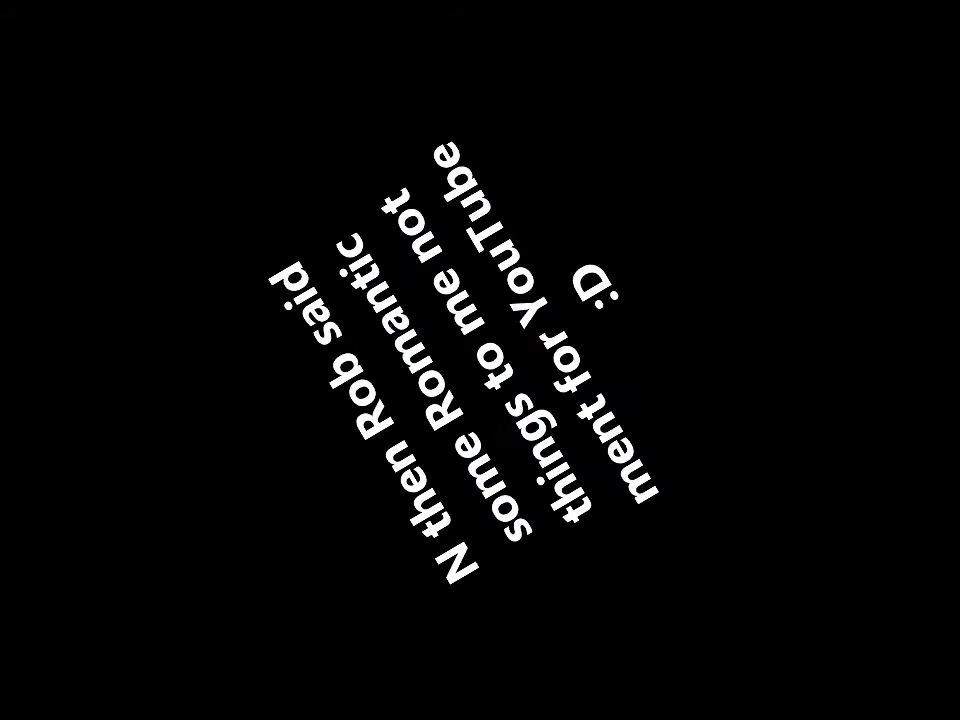 N then Rob said
some Romantic
things to me not
ment for YouTube
:D